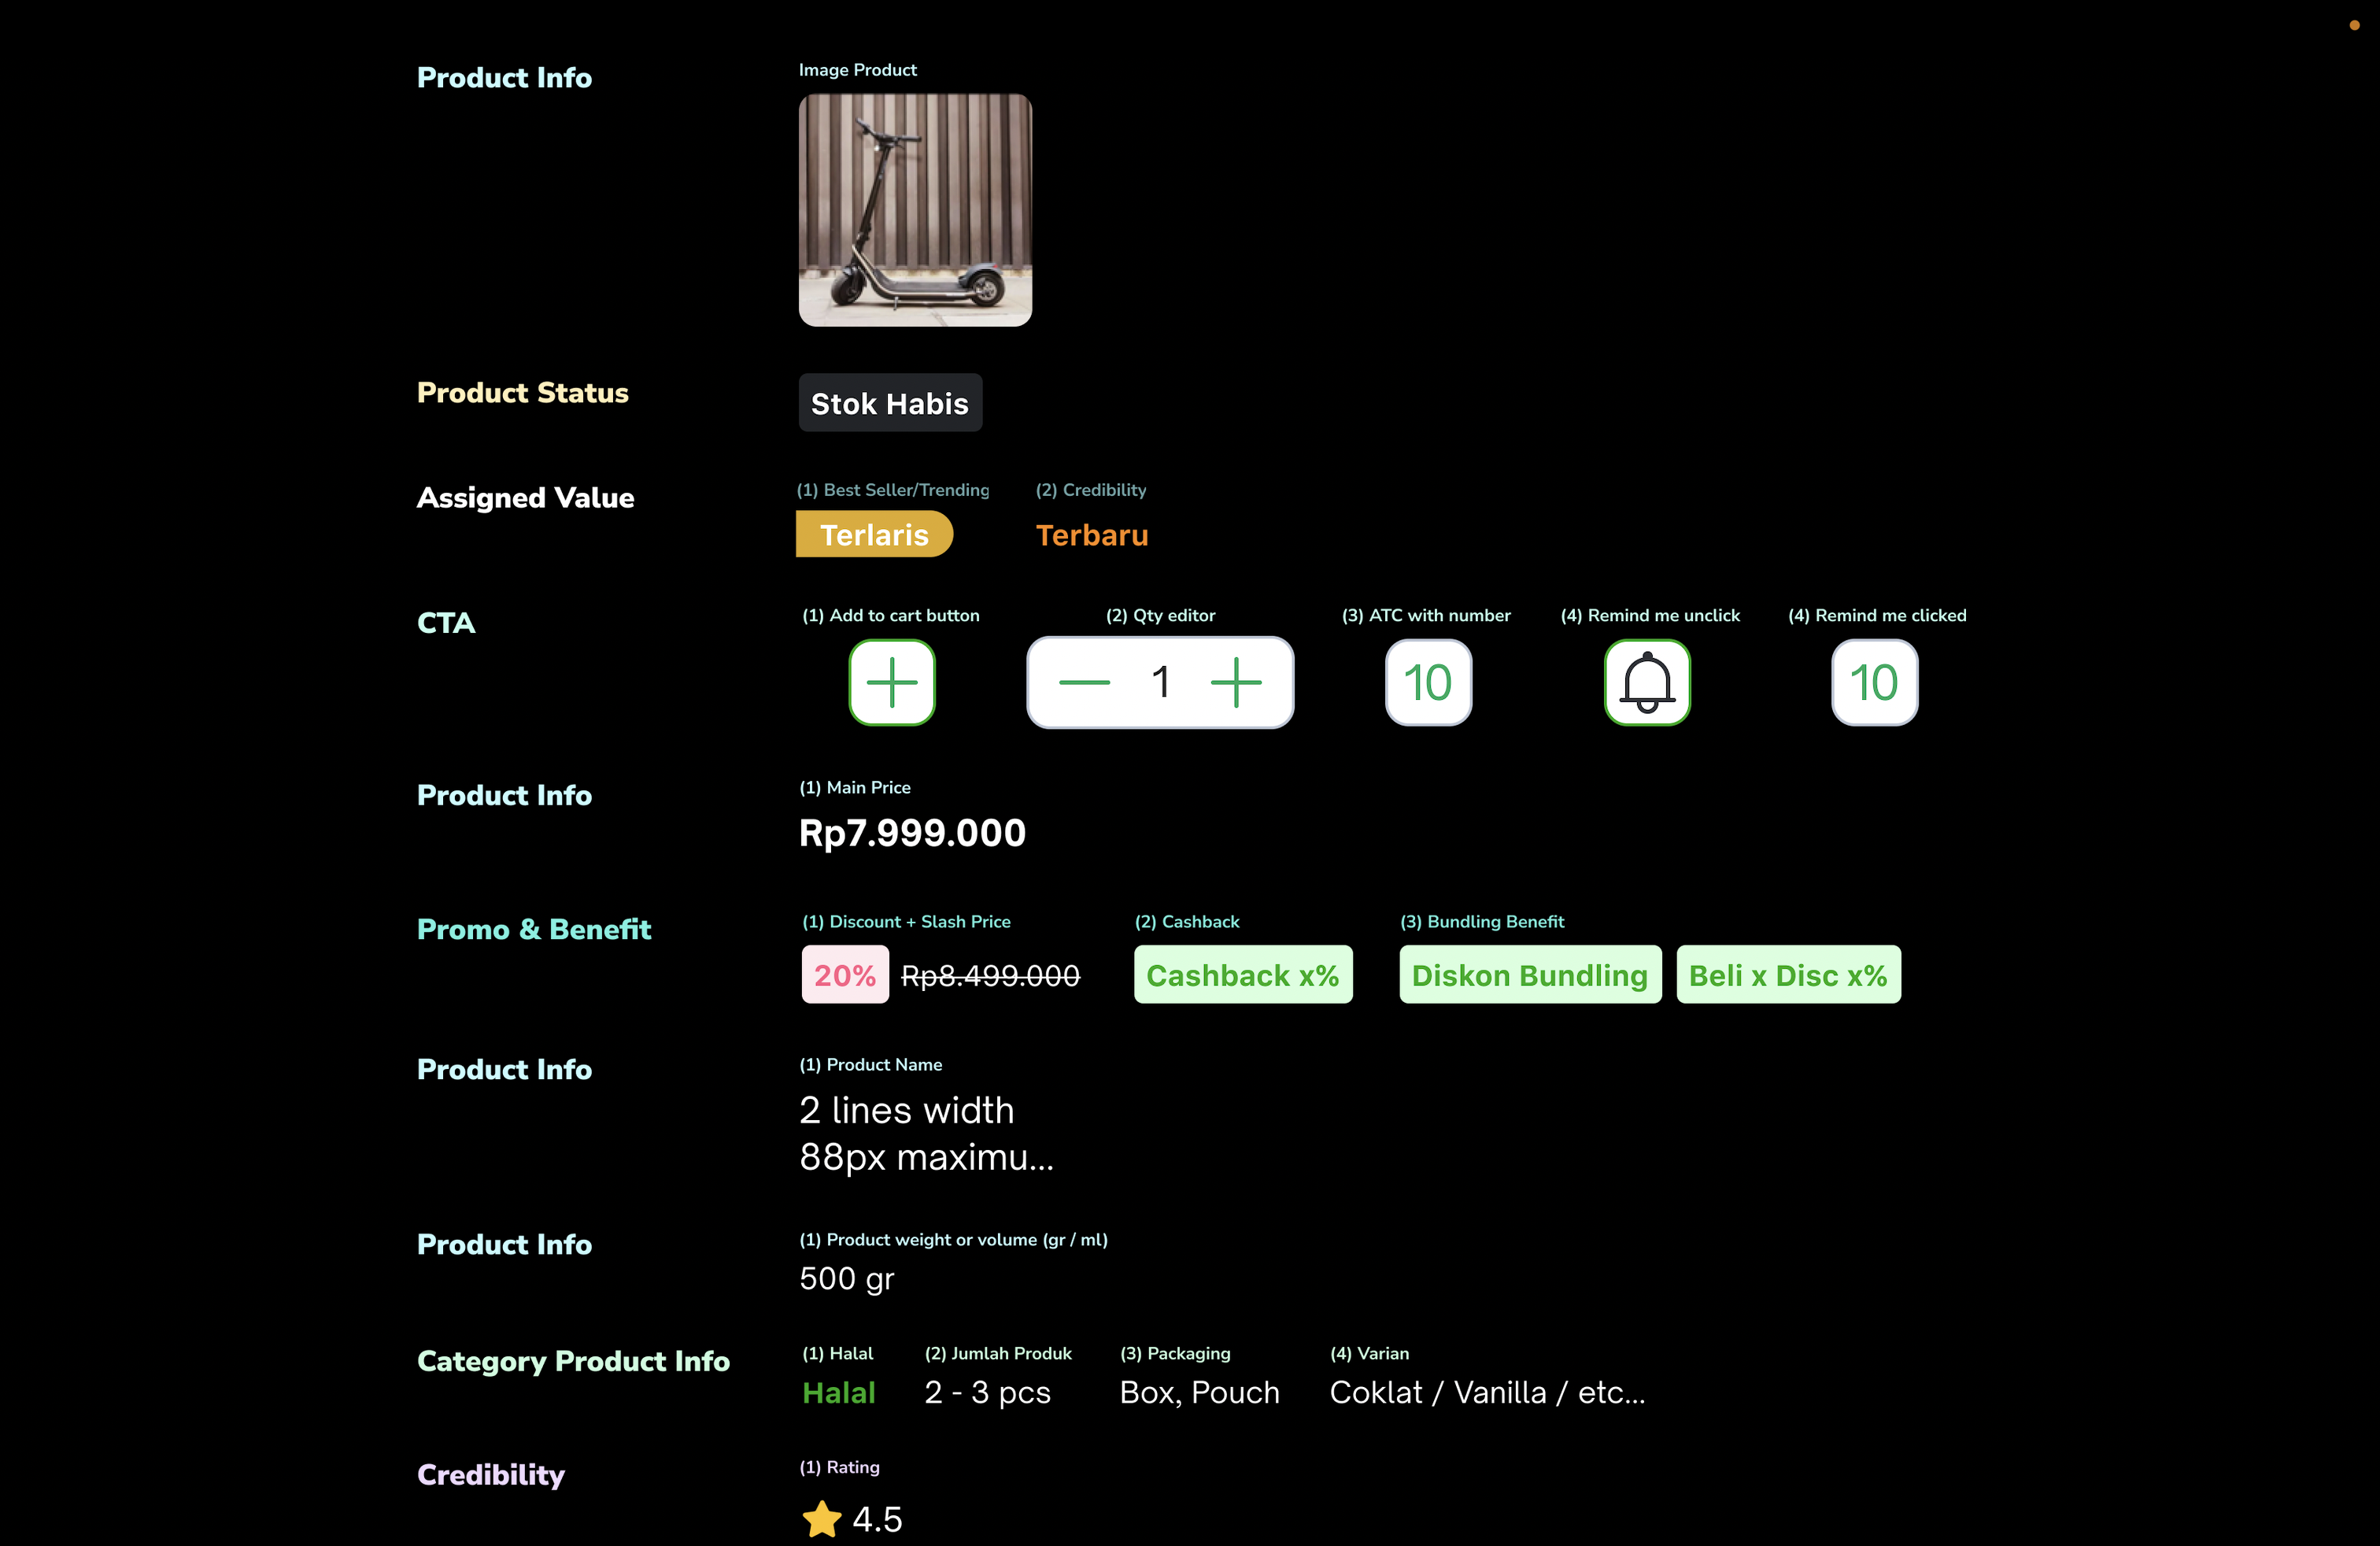 Product Info
Image Product
Product Status
Stok Habis
Assigned Value
(1) Best Seller/Trending
(2) Credibility
Terlaris
Terbaru
CTA
(1) Add to cart button
(2) Qty editor
(3) ATC with number
(4) Remind me unclick
(4) Remind me clicked
1
10
10
Product Info
(1) Main Price
Rp7.999.000
Promo & Benefit
(1) Discount + Slash Price
(2) Cashback
(3) Bundling Benefit
20%
Rp8.499.000
Cashback x%
Diskon Bundling
Beli x Disc x%
Product Info
(1) Product Name
2 lines width
88px maximu...
Product Info
(1) Product weight or volume (gr / ml)
500 gr
Category Product Info
(1) Halal
(2) Jumlah Produk
(3) Packaging
(4) Varian
Halal
2 - 3 pcs
Box, Pouch
Coklat / Vanilla / etc...
Credibility
(1) Rating
4.5